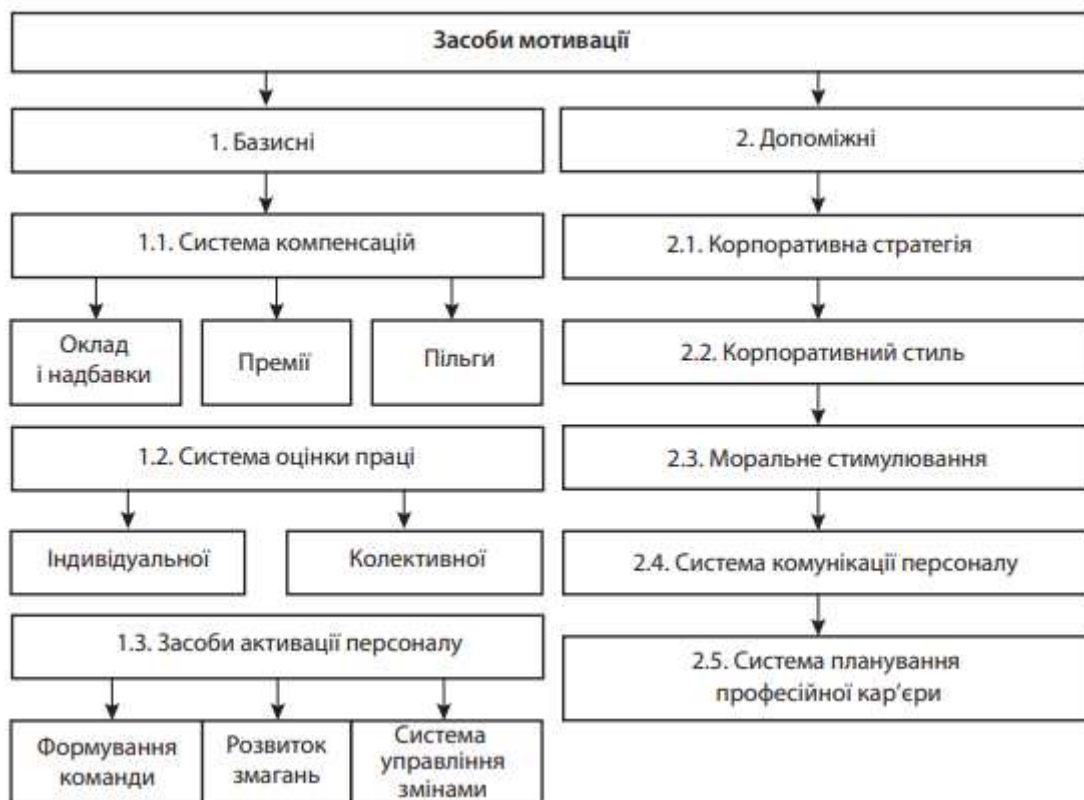 Засоби мотивації
1. Базисні
1.1. Система компенсацій
Оклад
і надбавки
Премії
Пільги
1.2. Система оцінки праці
Індивідуальної
Колективної
1.3. Засоби активації персоналу
Формування
команди
Розвиток
змагань
Система
управління
змінами
2. Допоміжні
2.1. Корпоративна стратегія
2.2. Корпоративний стиль
2.3. Моральне стимулювання
2.4. Система комунікації персоналу
2.5. Система планування
професійної кар’єри